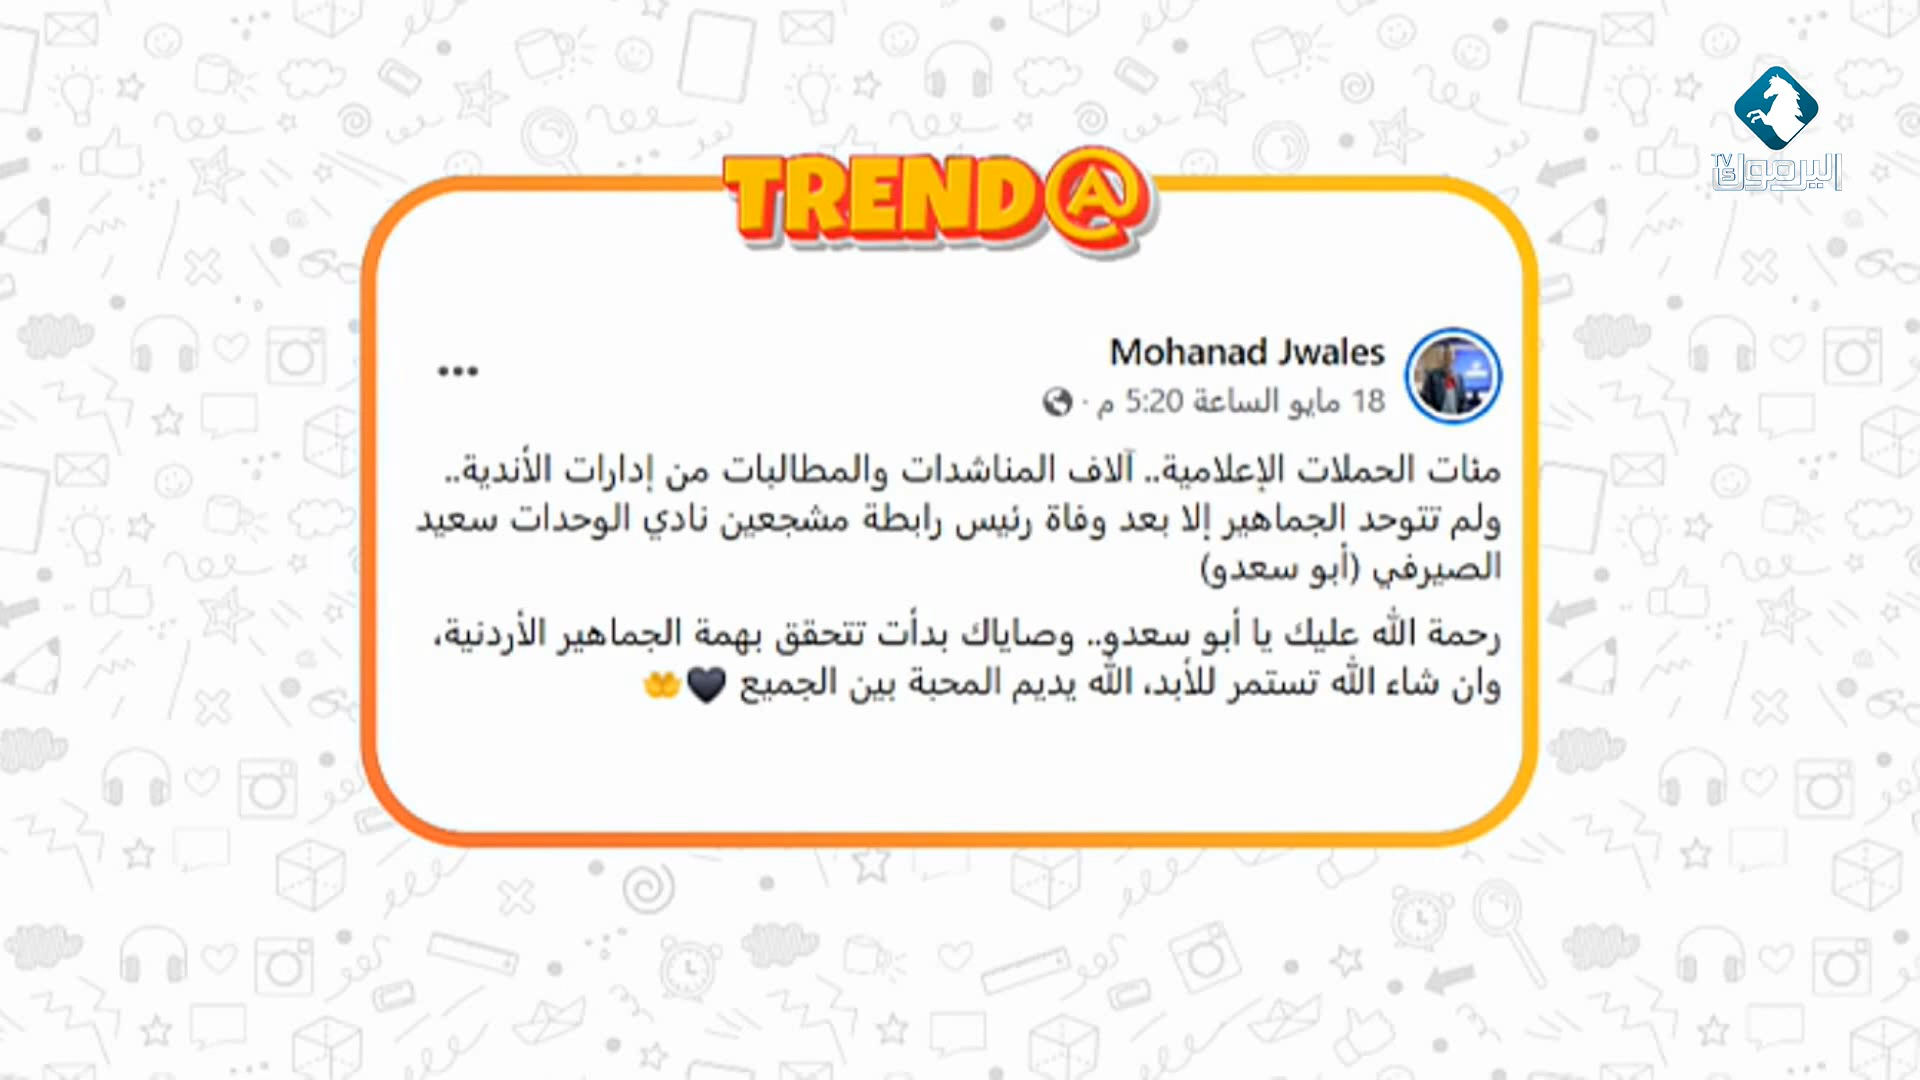 TREND@
اليرموك
TV
Mohanad Jwales
18 مايو الساعة 5:20 م ·
مئات الحملات الإعلامية.. آلاف المناشدات والمطالبات من إدارات الأندية..
ولم تتوحد الجماهير إلا بعد وفاة رئيس رابطة مشجعين نادي الوحدات سعيد
الصيرفي (أبو سعدو)
رحمة الله عليك يا أبو سعدو.. وصاياك بدأت تتحقق بهمة الجماهير الأردنية،
وان شاء الله تستمر للأبد، الله يديم المحبة بين الجميع 🖤🤲